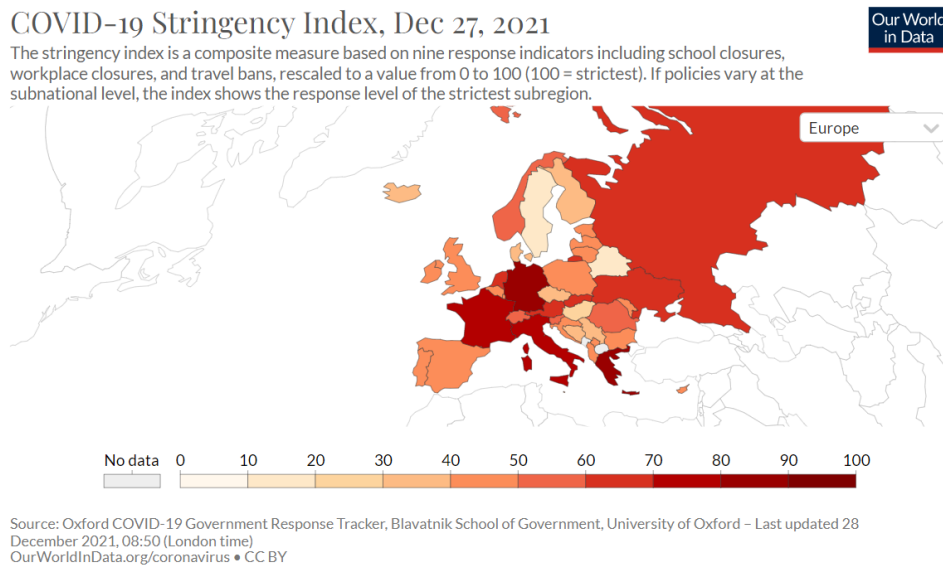 COVID-19 Stringency Index, Dec 27, 2021
Our World
in Data
The stringency index is a composite measure based on nine response indicators including school closures,
workplace closures, and travel bans, rescaled to a value from 0 to 100 (100 = strictest). If policies vary at the
subnational level, the index shows the response level of the strictest subregion.
Europe
No data 0 10 20 30 40 50 60 70 80 90 100
Source: Oxford COVID-19 Government Response Tracker, Blavatnik School of Government, University of Oxford – Last updated 28
December 2021, 08:50 (London time)
OurWorldInData.org/coronavirus • CC BY